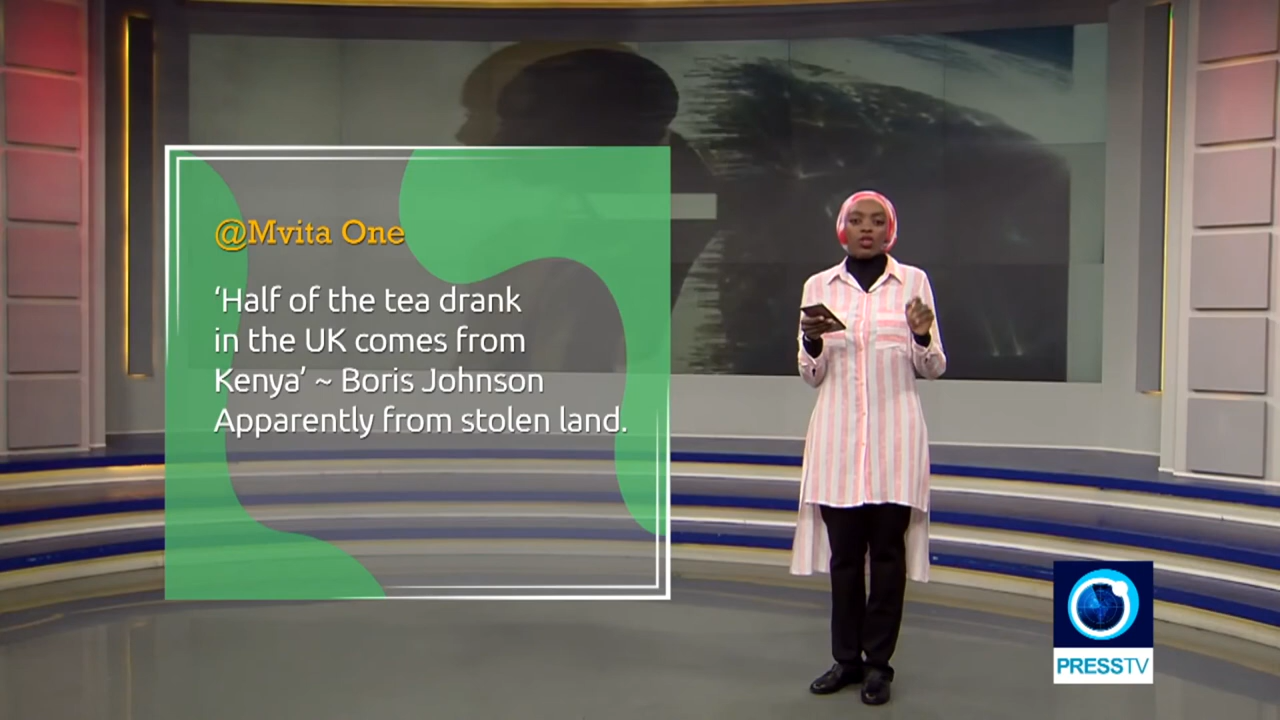 @Mvita One
‘Half of the tea drank
in the UK comes from
Kenya’ ~ Boris Johnson
Apparently from stolen land.
PRESSTV